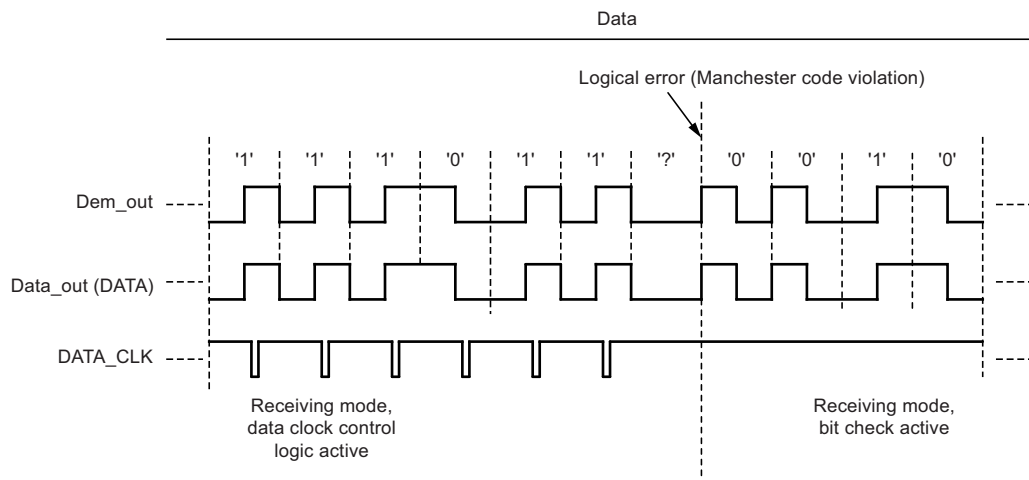 Data
Logical error (Manchester code violation)
'1' '1' '1' '0' '1' '1' '?' '0' '0' '1' '0'
Dem_out
Data_out (DATA)
DATA_CLK
Receiving mode,
data clock control
logic active
Receiving mode,
bit check active